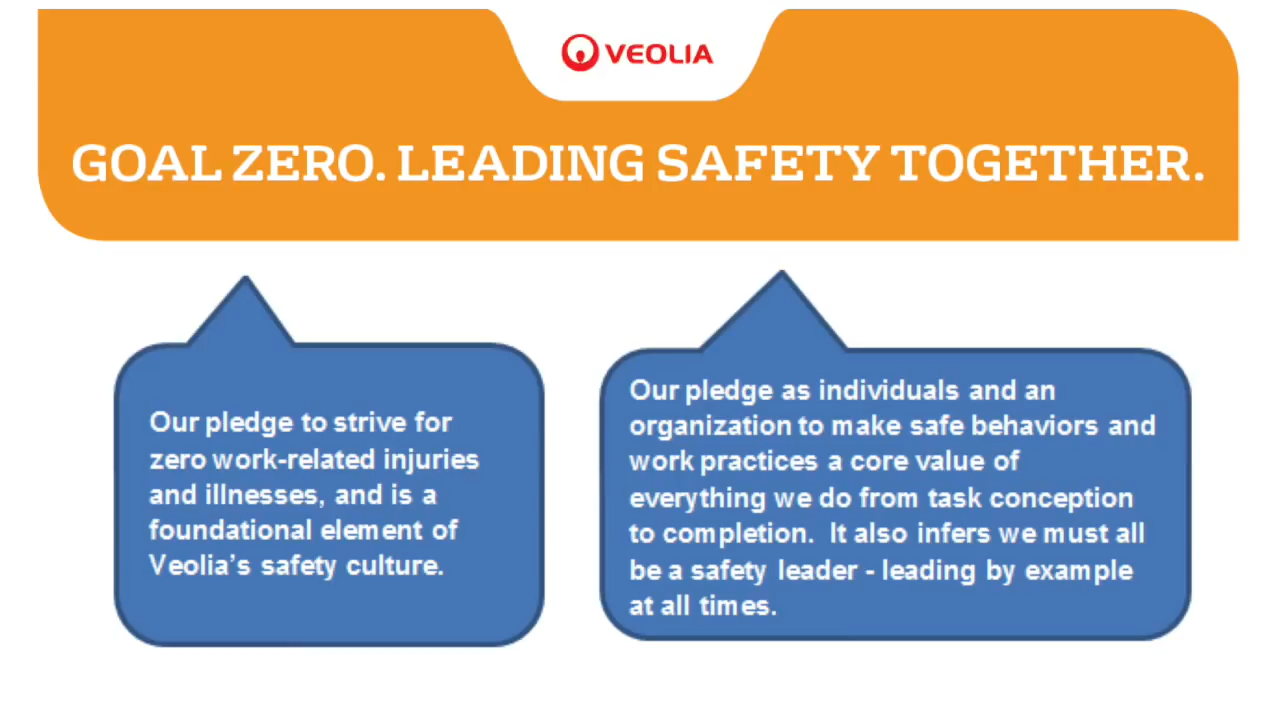 VEOLIA
GOAL ZERO. LEADING SAFETY TOGETHER.
Our pledge to strive for
zero work-related injuries
and illnesses, and is a
foundational element of
Veolia’s safety culture.
Our pledge as individuals and an
organization to make safe behaviors and
work practices a core value of
everything we do from task conception
to completion.  It also infers we must all
be a safety leader - leading by example
at all times.